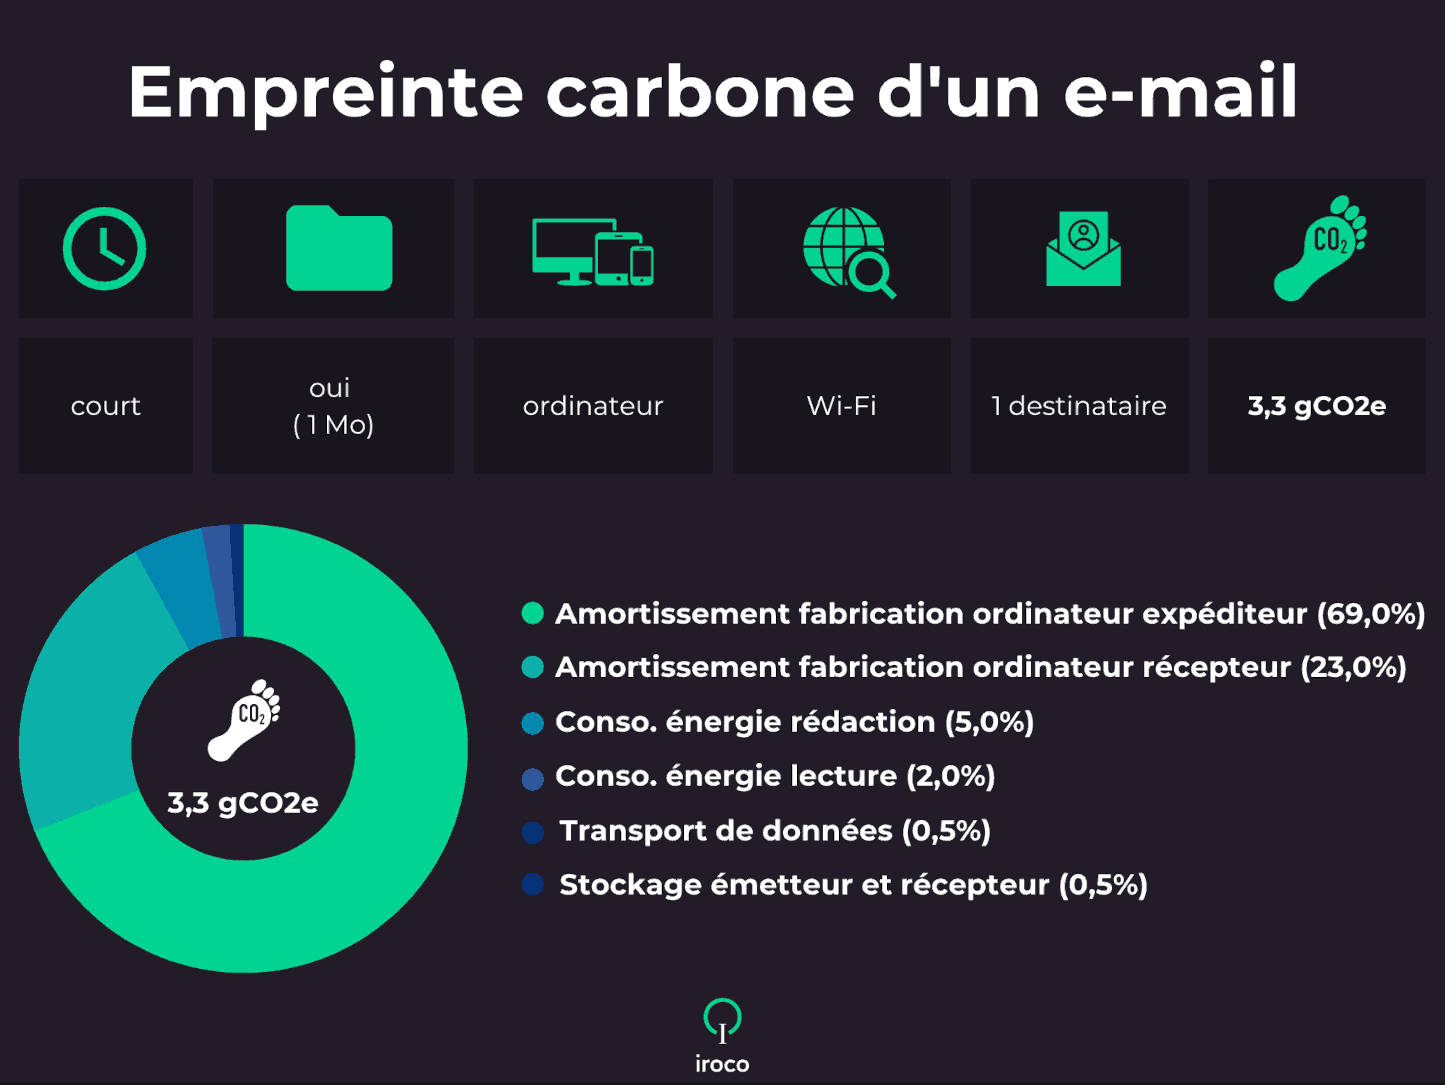 Empreinte carbone d'un e-mail
CO2
court
oui
( 1 Mo)
ordinateur
Wi-Fi
1 destinataire
3,3 gCO2e
CO2
3,3 gCO2e
Amortissement fabrication ordinateur expéditeur (69,0%)
Amortissement fabrication ordinateur récepteur (23,0%)
Conso. énergie rédaction (5,0%)
Conso. énergie lecture (2,0%)
Transport de données (0,5%)
Stockage émetteur et récepteur (0,5%)
I
iroco